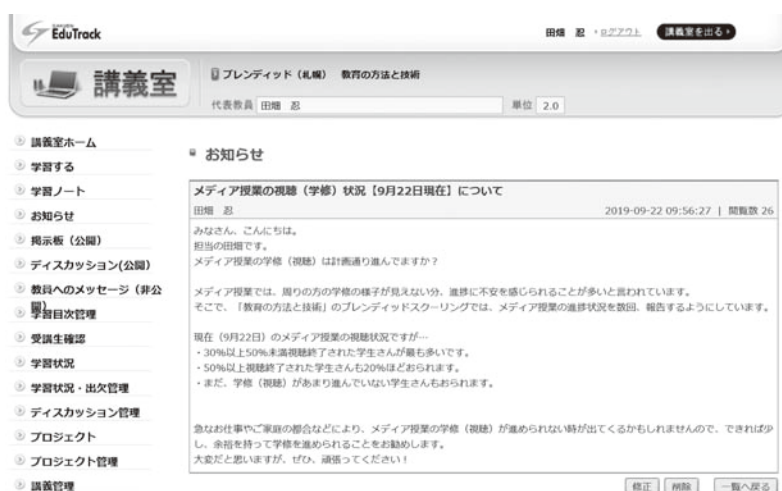 EduTrack
田畑 忍 ・ログアウト 講義室を出る
講義室
ブレンディッド（札幌） 教育の方法と技術
代表教員 田畑 忍 単位 2.0
講義室ホーム
学習する
学習ノート
お知らせ
掲示板（公開）
ディスカッション(公開)
教員へのメッセージ（非公開）
学習目次管理
受講生確認
学習状況
学習状況・出欠管理
ディスカッション管理
プロジェクト
プロジェクト管理
講義管理
お知らせ
メディア授業の視聴（学修）状況【9月22日現在】について
田畑 忍 2019-09-22 09:56:27 | 閲覧数 26
みなさん、こんにちは。
担当の田畑です。
メディア授業の学修（視聴）は計画通り進んでますか？
メディア授業では、周りの方の学修の様子が見えない分、進捗に不安を感じられることが多いと言われています。
そこで、「教育の方法と技術」のブレンディッドスクーリングでは、メディア授業の進捗状況を数回、報告するようにしています。
現在（9月22日）のメディア授業の視聴状況ですが…
・30%以上50%未満視聴終了された学生さんが最も多いです。
・50%以上視聴終了された学生さんも20%ほどおられます。
・まだ、学修（視聴）があまり進んでいない学生さんもおられます。
急なお仕事やご家庭の都合などにより、メディア授業の学修（視聴）が進められない時が出てくるかもしれませんので、できれば少
し、余裕を持って学修を進められることをお勧めします。
大変だと思いますが、ぜひ、頑張ってください！
修正 削除 一覧へ戻る